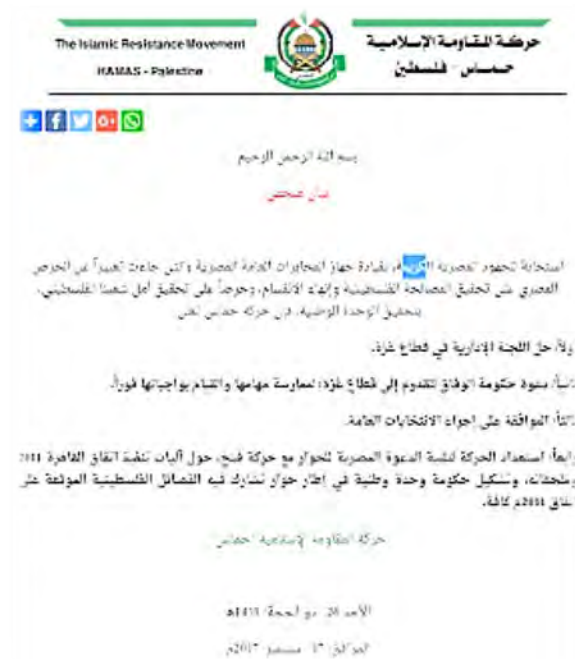 The Islamic Resistance Movement
HAMAS - Palestine
حركة المقاومة الإسلامية
حمــاس - فلسطين
بسم الله الرحمن الرحيم
بيان صحفي
استجابة للجهود المصرية الكريمة، بقيادة جهاز المخابرات العامة المصرية والتي جاءت تعبيراً عن الحرص
المصري على تحقيق المصالحة الفلسطينية وإنهاء الانقسام، وحرصاً على تحقيق أمل شعبنا الفلسطيني،
بتحقيق الوحدة الوطنية، فإن حركة حماس تعلن
ولاً: حل اللجنة الإدارية في قطاع غزة.
انياً: دعوة حكومة الوفاق للقدوم إلى قطاع غزة؛ لممارسة مهامها والقيام بواجباتها فوراً.
الثاً: الموافقة على إجراء الانتخابات العامة.
رابعاً: استعداد الحركة لتلبية الدعوة المصرية للحوار مع حركة فتح، حول آليات تنفيذ اتفاق القاهرة 2011
وملحقاته، وتشكيل حكومة وحدة وطنية في إطار حوار تشارك فيه الفصائل الفلسطينية الموقعة على
تفاق 2011م كافة.
حركة المقاومة الإسلامية حماس
الأحد 26 ذو الحجة
الموافق 17 سبتمبر 2017م